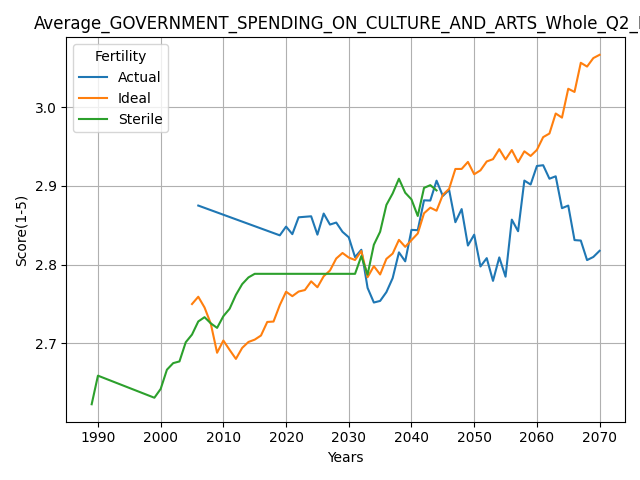 Average_GOVERNMENT_SPENDING_ON_CULTURE_AND_ARTS_Whole_Q2_
Fertility
Actual
Ideal
Sterile
3.0
2.9
2.8
2.7
Score(1-5)
1990 2000 2010 2020 2030 2040 2050 2060 2070
Years